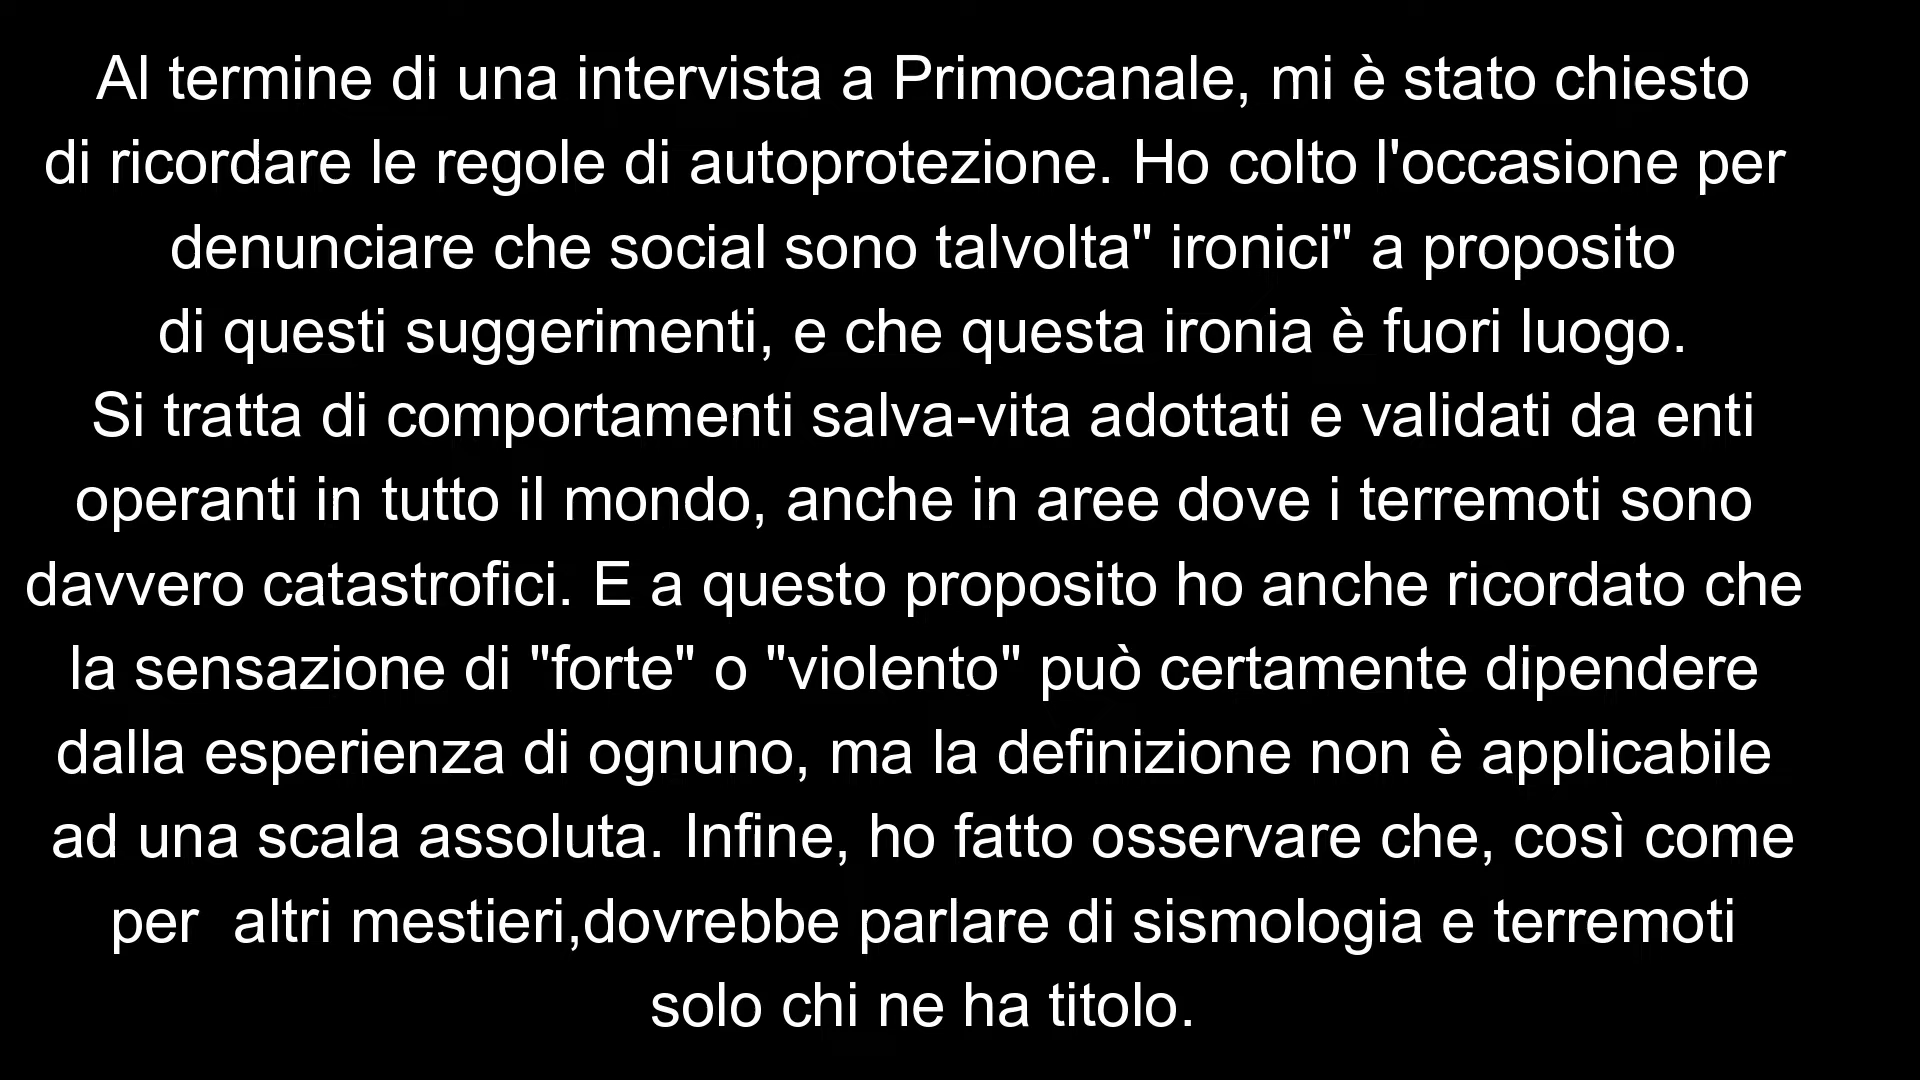 Al termine di una intervista a Primocanale, mi è stato chiesto
di ricordare le regole di autoprotezione. Ho colto l'occasione per
denunciare che social sono talvolta" ironici" a proposito
di questi suggerimenti, e che questa ironia è fuori luogo.
Si tratta di comportamenti salva-vita adottati e validati da enti
operanti in tutto il mondo, anche in aree dove i terremoti sono
davvero catastrofici. E a questo proposito ho anche ricordato che
la sensazione di "forte" o "violento" può certamente dipendere
dalla esperienza di ognuno, ma la definizione non è applicabile
ad una scala assoluta. Infine, ho fatto osservare che, così come
per  altri mestieri,dovrebbe parlare di sismologia e terremoti
solo chi ne ha titolo.